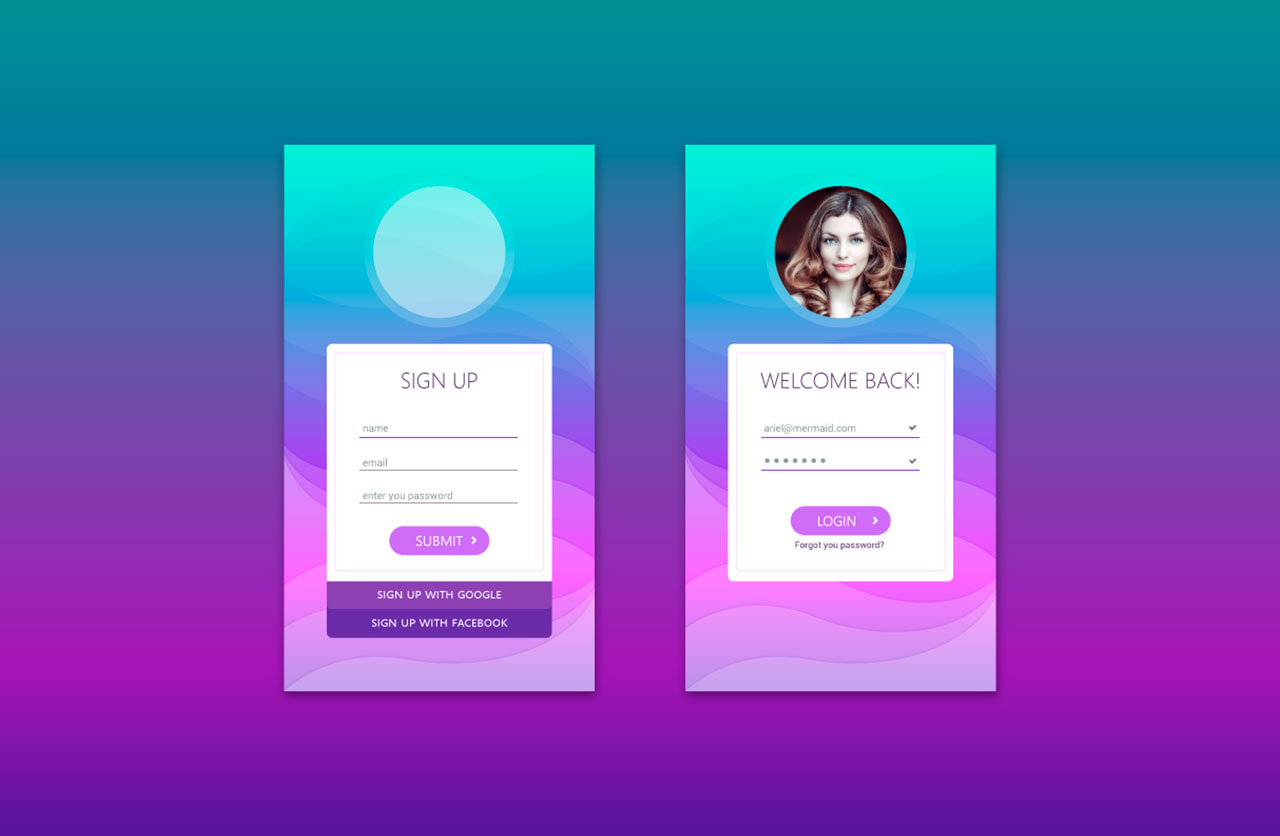 SIGN UP
name
email
enter you password
SUBMIT
SIGN UP WITH GOOGLE
SIGN UP WITH FACEBOOK
WELCOME BACK!
ariel@mermaid.com
LOGIN
Forgot you password?